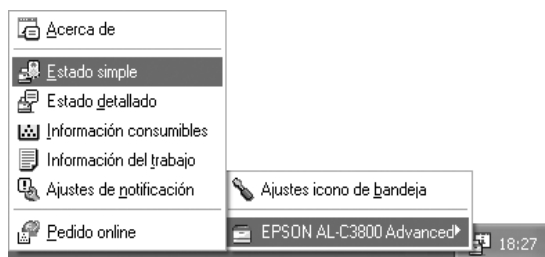 Acerca de
Estado simple
Estado detallado
Información consumibles
Información del trabajo
Ajustes de notificación
Pedido online
Ajustes icono de bandeja
EPSON AL-C3800 Advanced
18:27